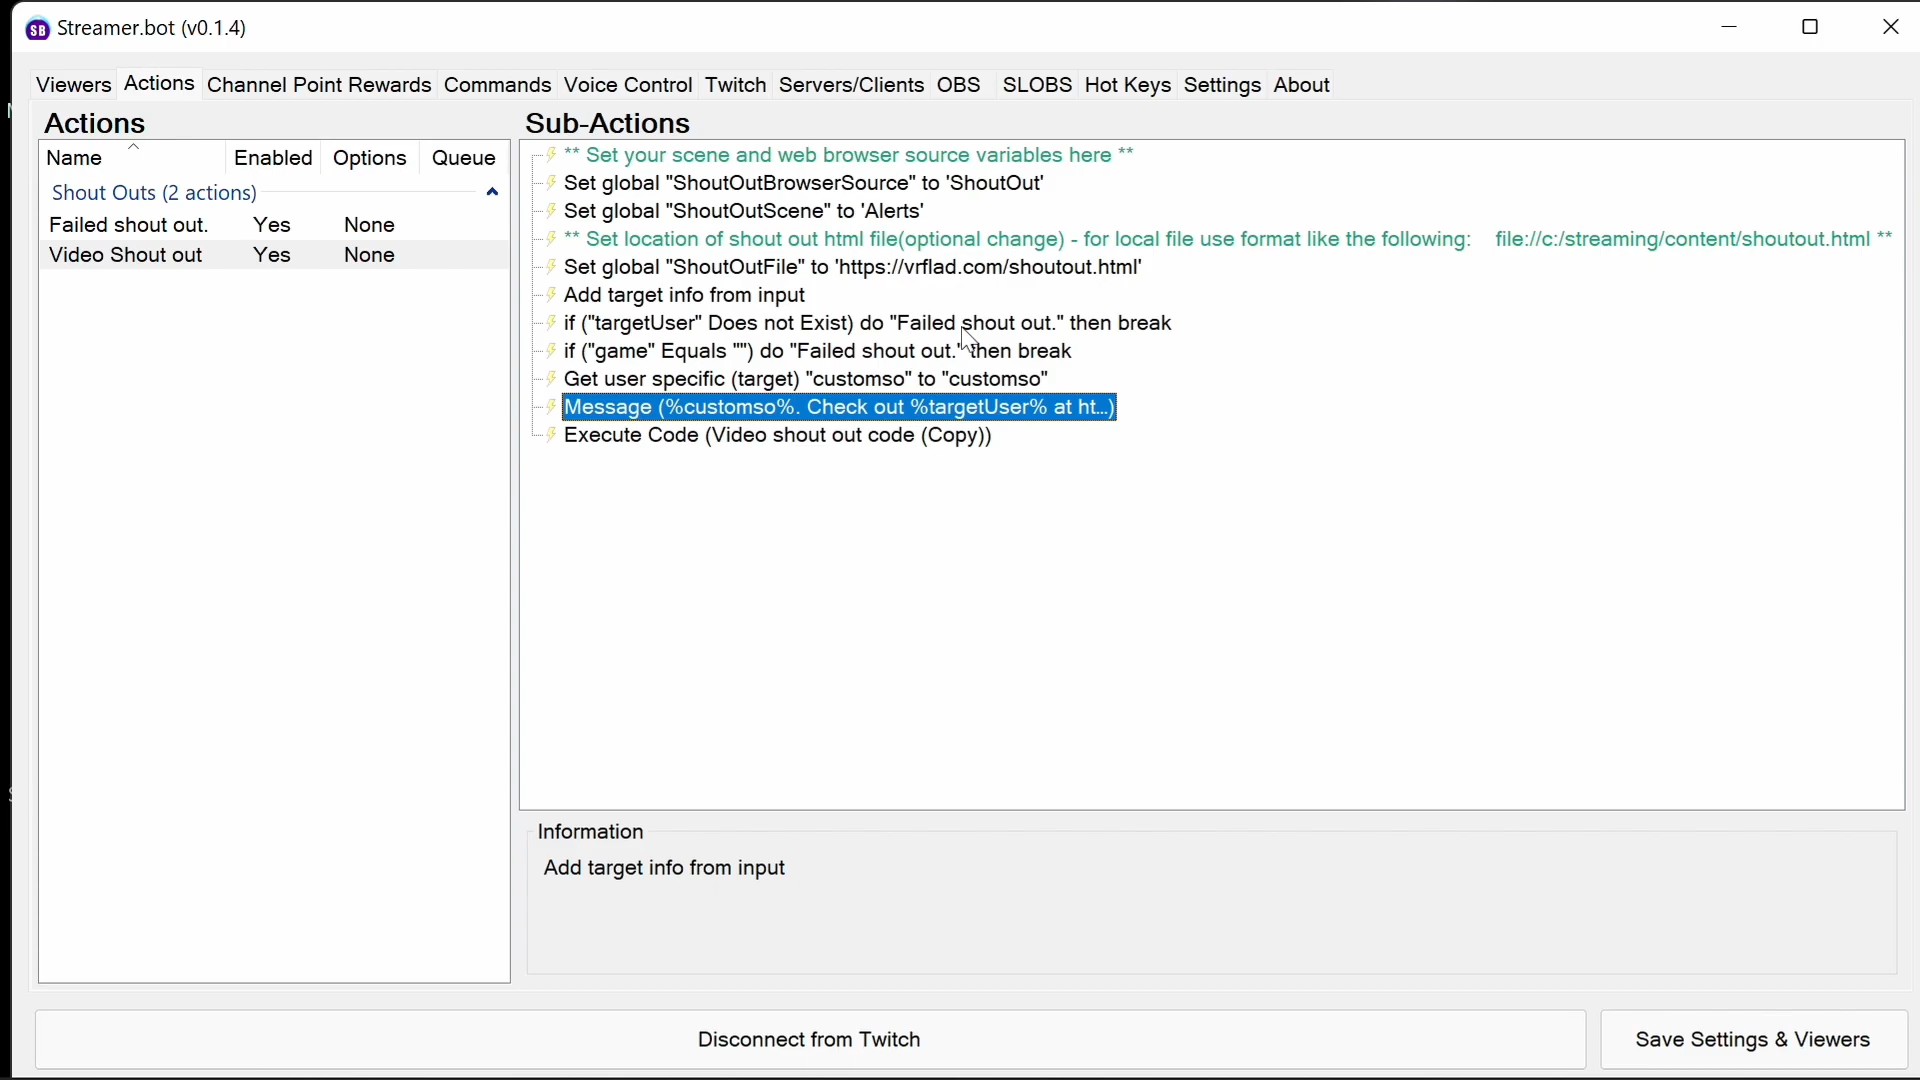 SB Streamer.bot (v0.1.4)
Viewers Actions Channel Point Rewards Commands Voice Control Twitch Servers/Clients OBS SLOBS Hot Keys Settings About
Actions
Name Enabled Options Queue
Shout Outs (2 actions)
Failed shout out. Yes None
Video Shout out Yes None
Sub-Actions
** Set your scene and web browser source variables here **
Set global "ShoutOutBrowserSource" to 'ShoutOut'
Set global "ShoutOutScene" to 'Alerts'
** Set location of shout out html file(optional change) - for local file use format like the following: file://c:/streaming/content/shoutout.html **
Set global "ShoutOutFile" to 'https://vrflad.com/shoutout.html'
Add target info from input
if ("targetUser" Does not Exist) do "Failed shout out." then break
if ("game" Equals "") do "Failed shout out." then break
Get user specific (target) "customso" to "customso"
Message (%customso%. Check out %targetUser% at ht...)
Execute Code (Video shout out code (Copy))
Information
Add target info from input
Disconnect from Twitch
Save Settings & Viewers